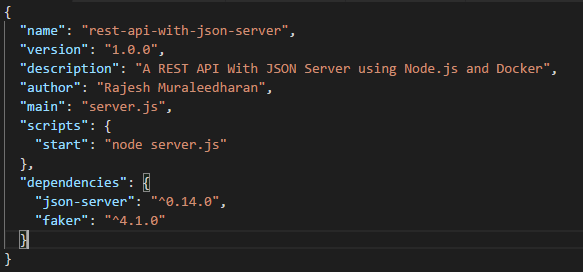 {
  "name": "rest-api-with-json-server",
  "version": "1.0.0",
  "description": "A REST API With JSON Server using Node.js and Docker",
  "author": "Rajesh Muraleedharan",
  "main": "server.js",
  "scripts": {
    "start": "node server.js"
  },
  "dependencies": {
    "json-server": "^0.14.0",
    "faker": "^4.1.0"
  }
}